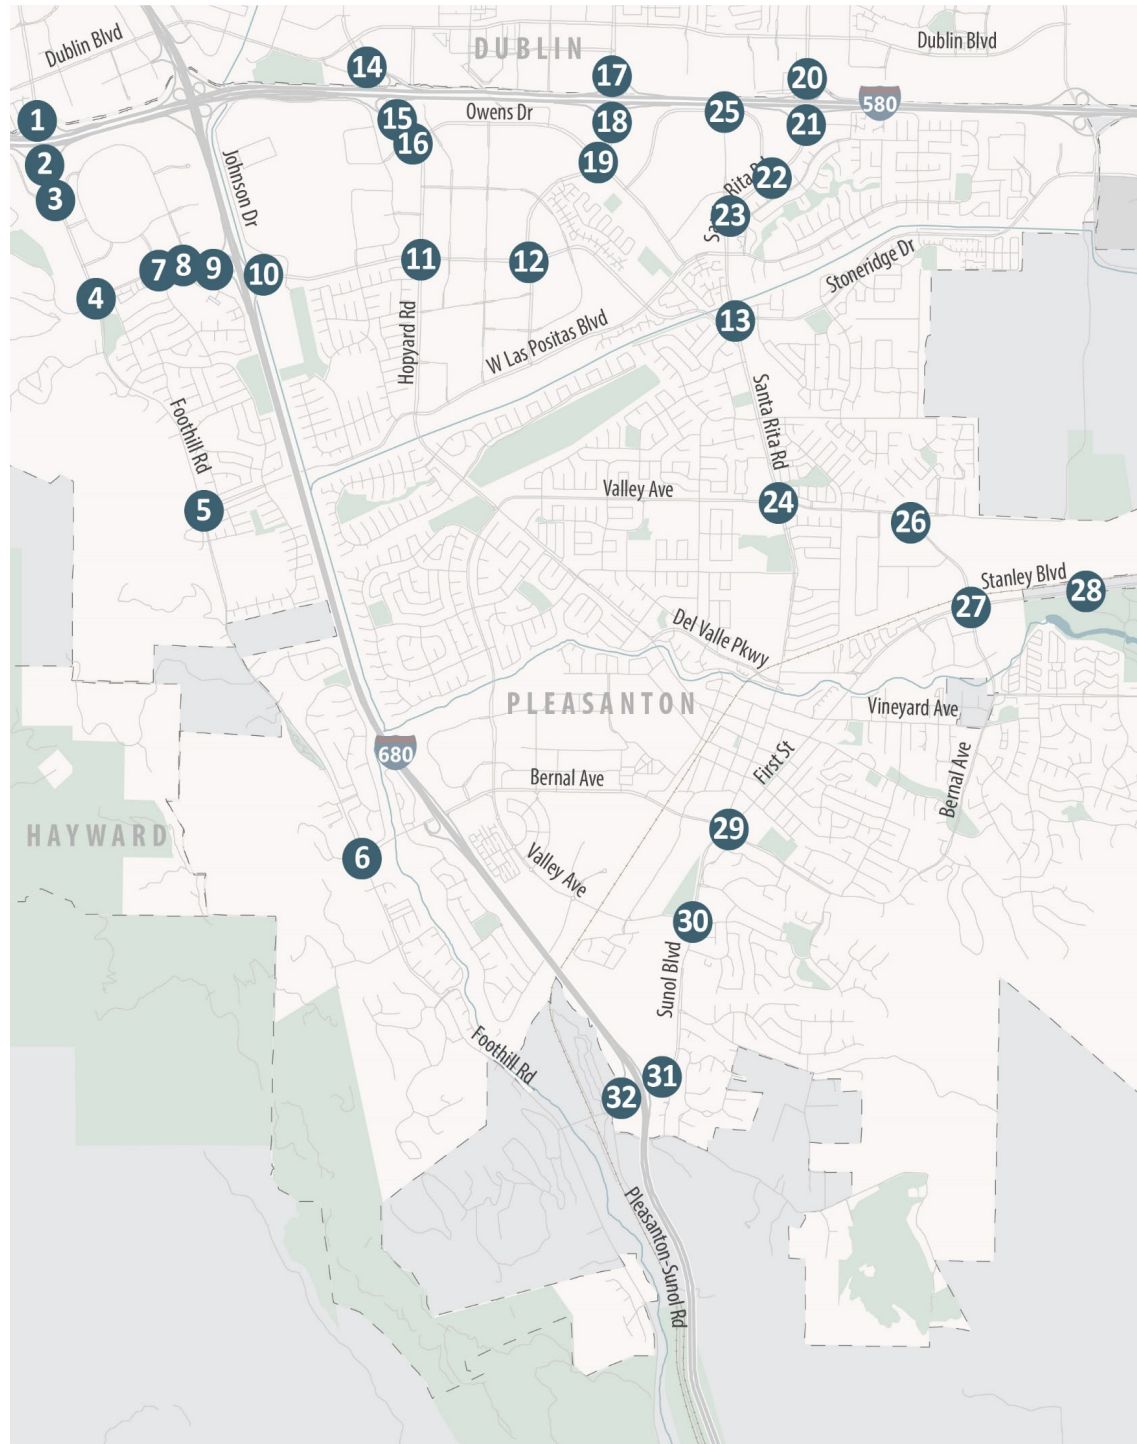 DUBLIN
Dublin Blvd
Dublin Blvd
14
17
20
580
1
15
Owens Dr
18
25
21
2
16
19
Johnson Dr
22
3
Rita Rd
23
7
8
9
10
11
12
Stoneridge Dr
4
13
Hopyard Rd
W Las Positas Blvd
Santa Rita Rd
Foothill Rd
5
Valley Ave
24
26
Stanley Blvd
28
27
Del Valle Pkwy
PLEASANTON
Vineyard Ave
680
First St
Bernal Ave
Bernal Ave
HAYWARD
29
6
Valley Ave
30
Sunol Blvd
Foothill Rd
31
32
Pleasanton-Sunol Rd